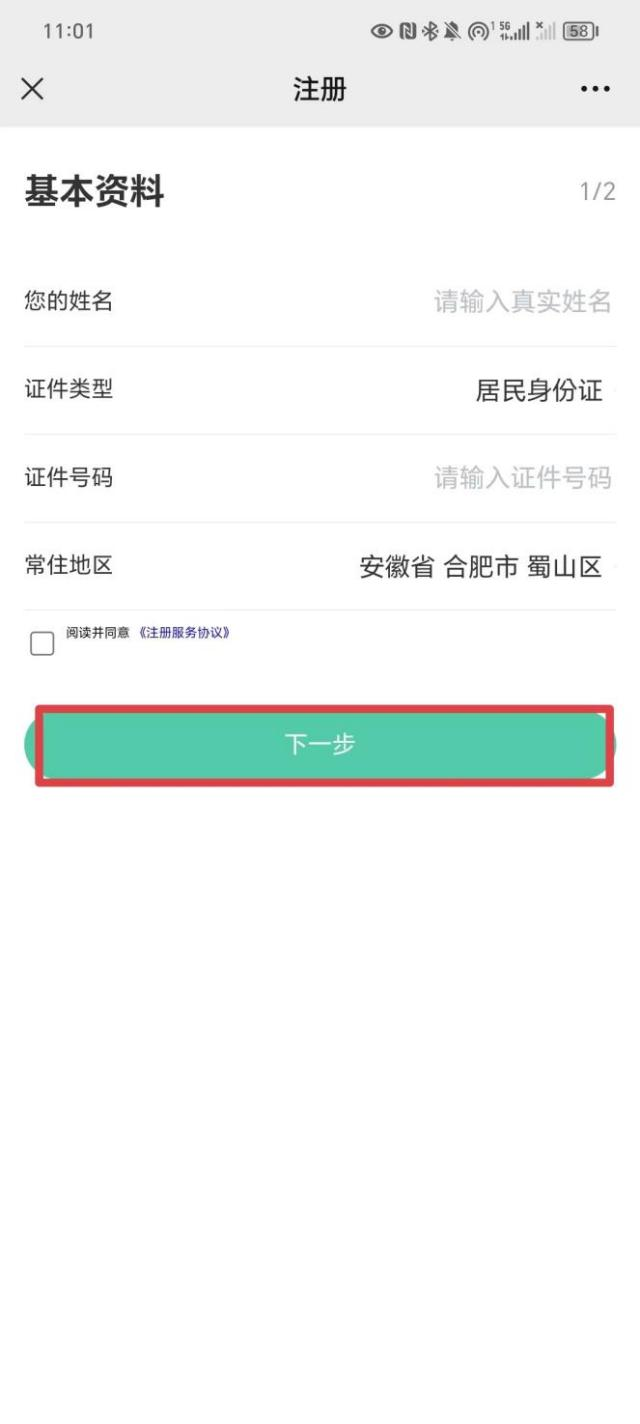 11:01
1 5G 58
注册
基本资料 1/2
您的姓名 请输入真实姓名
证件类型 居民身份证
证件号码 请输入证件号码
常住地区 安徽省 合肥市 蜀山区
阅读并同意 《注册服务协议》
下一步